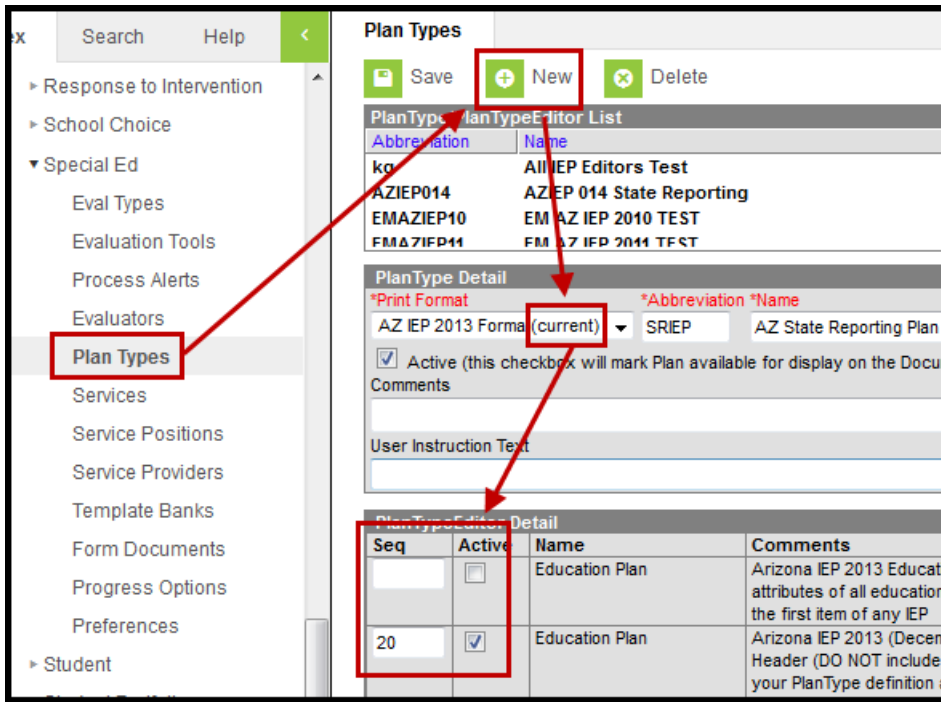 Search Help
Response to Intervention
School Choice
Special Ed
Eval Types
Evaluation Tools
Process Alerts
Evaluators
Plan Types
Services
Service Positions
Service Providers
Template Banks
Form Documents
Progress Options
Preferences
Student
Plan Types
Save New Delete
PlanType/PlanTypeEditor List
Abbreviation Name
kg All IEP Editors Test
AZIEP014 AZIEP 014 State Reporting
EMAZIEP10 EM AZ IEP 2010 TEST
EMAZIEP11 EM AZ IEP 2011 TEST
PlanType Detail
*Print Format *Abbreviation *Name
AZ IEP 2013 Forma (current) SRIEP AZ State Reporting Plan
Active (this checkbox will mark Plan available for display on the Docu
Comments
User Instruction Text
PlanTypeEditor Detail
Seq Active Name Comments
Education Plan Arizona IEP 2013 Educat
attributes of all education
the first item of any IEP
20 Education Plan Arizona IEP 2013 (Decem
Header (DO NOT include
your PlanType definition a